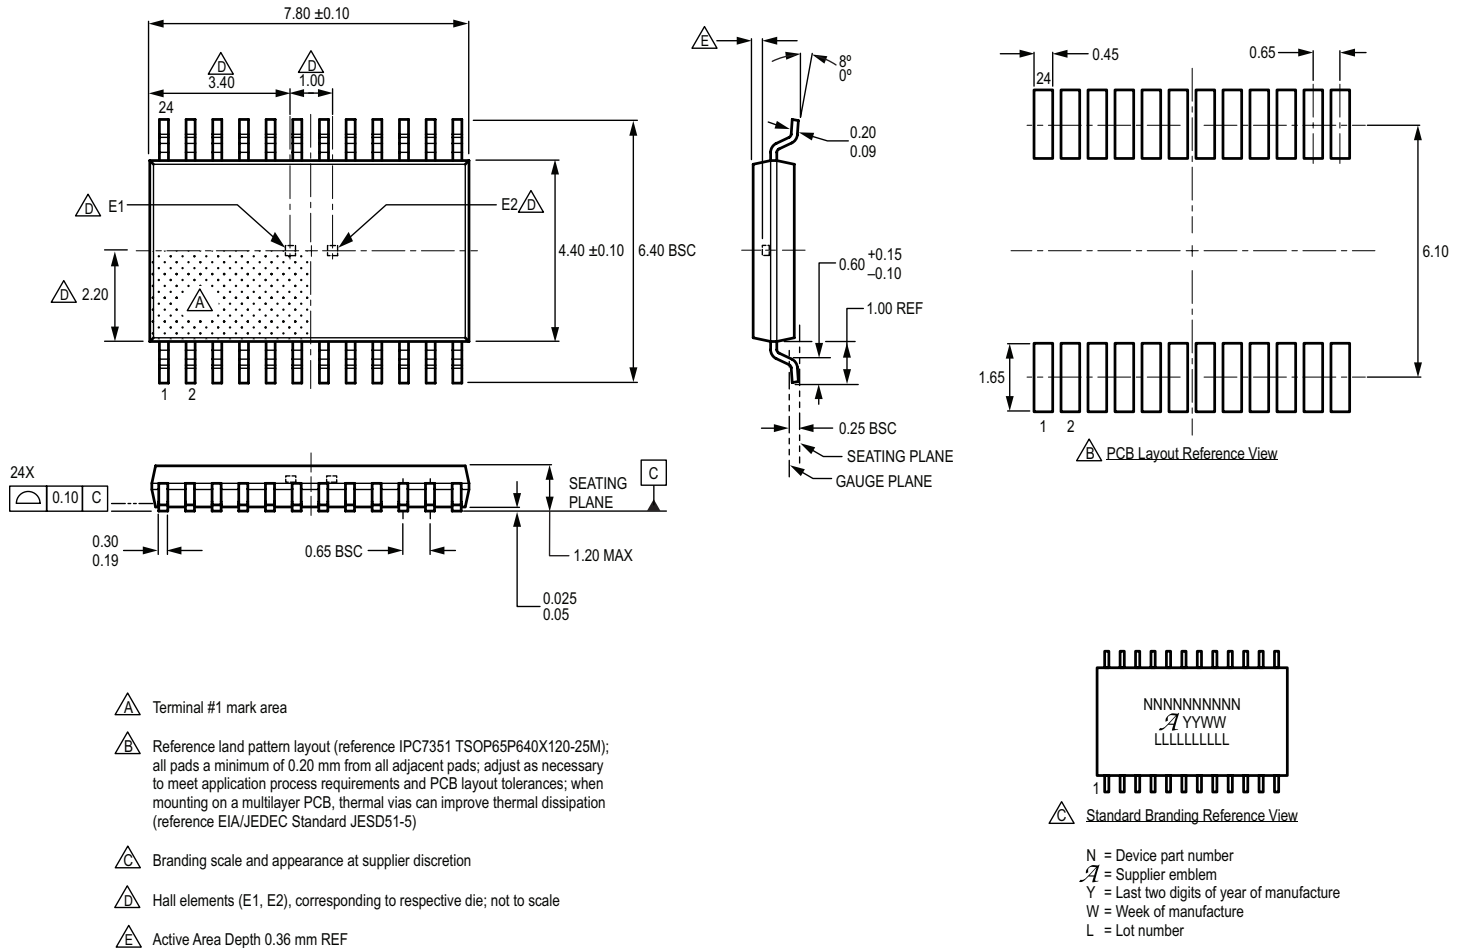 7.80 ±0.10
D
3.40
D
1.00
24
D E1
E2 D
4.40 ±0.10
6.40 BSC
D 2.20
A
1 2
E
8º
0º
0.20
0.09
0.60 +0.15
–0.10
1.00 REF
0.25 BSC
SEATING PLANE
GAUGE PLANE
24
0.45
0.65
6.10
1.65
1 2
B PCB Layout Reference View
24X
0.10 C
0.30
0.19
0.65 BSC
SEATING
PLANE
C
1.20 MAX
0.025
0.05
A Terminal #1 mark area
B Reference land pattern layout (reference IPC7351 TSOP65P640X120-25M);
all pads a minimum of 0.20 mm from all adjacent pads; adjust as necessary
to meet application process requirements and PCB layout tolerances; when
mounting on a multilayer PCB, thermal vias can improve thermal dissipation
(reference EIA/JEDEC Standard JESD51-5)
C Branding scale and appearance at supplier discretion
D Hall elements (E1, E2), corresponding to respective die; not to scale
E Active Area Depth 0.36 mm REF
NNNNNNNNNN
A YYWW
LLLLLLLLLL
1
C Standard Branding Reference View
N = Device part number
A = Supplier emblem
Y = Last two digits of year of manufacture
W = Week of manufacture
L = Lot number